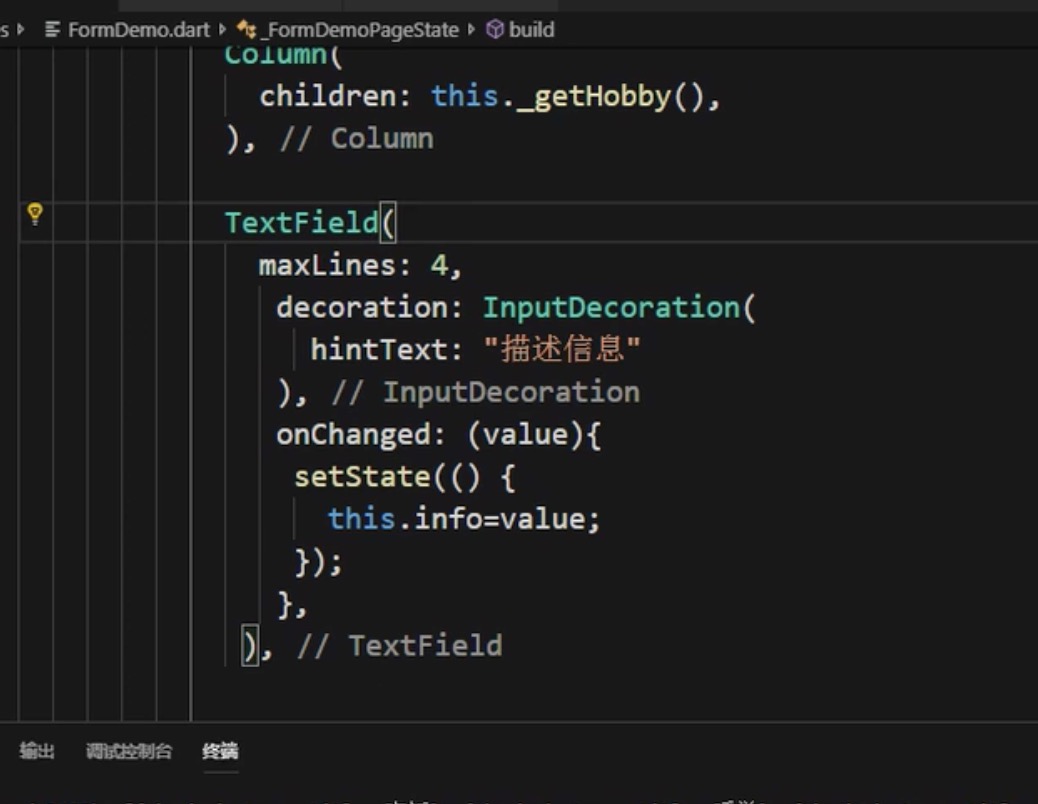 s FormDemo.dart _FormDemoPageState build
Column(
children: this._getHobby(),
), // Column
TextField(
maxLines: 4,
decoration: InputDecoration(
hintText: "描述信息"
), // InputDecoration
onChanged: (value){
setState(() {
this.info=value;
});
},
), // TextField
输出 调试控制台 终端